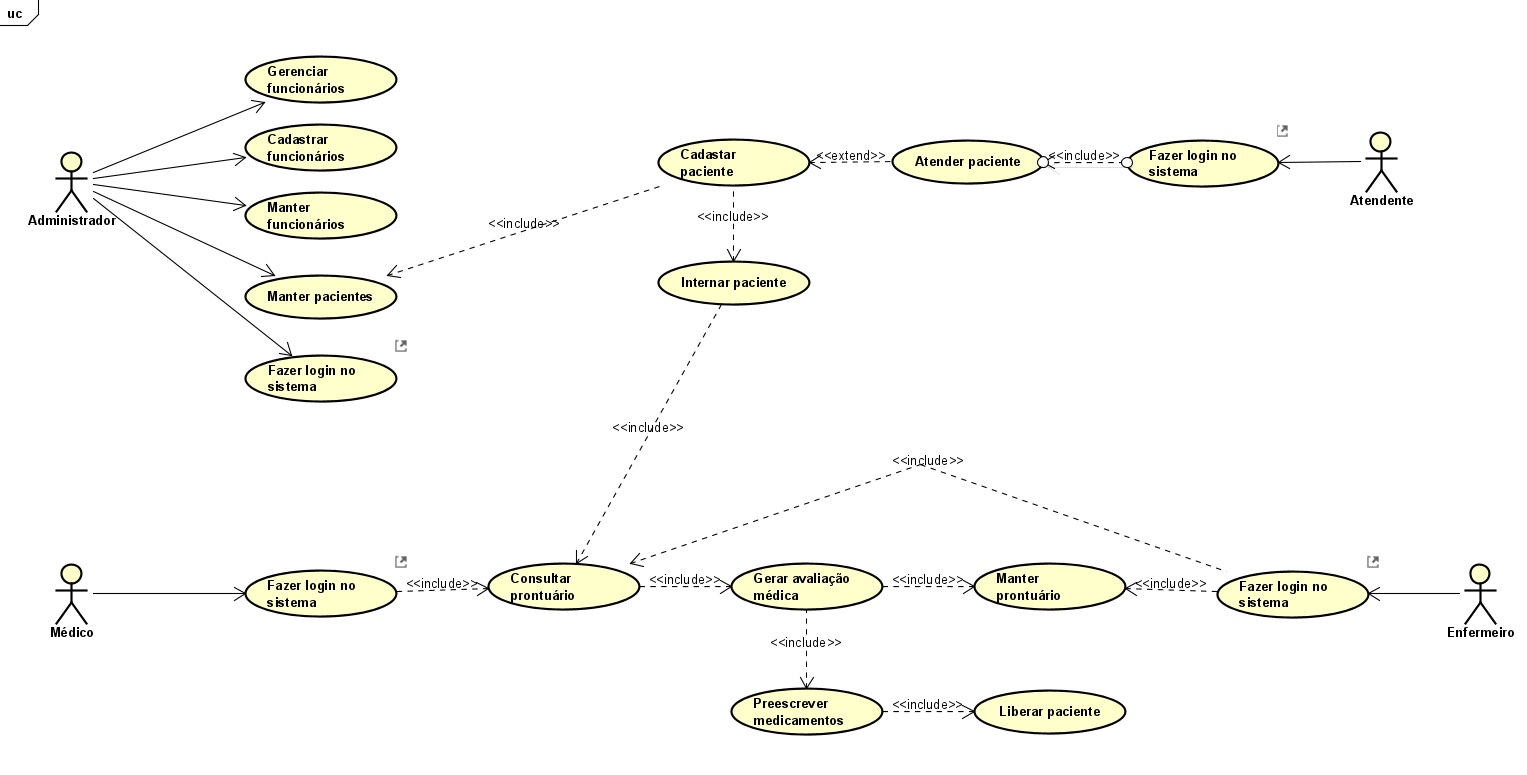 uc
Gerenciar
funcionários
Cadastrar
funcionários
Manter
funcionários
Manter pacientes
Fazer login no
sistema
Administrador
Cadastar
paciente
<<extend>>
Atender paciente
<<include>>
Fazer login no
sistema
Atendente
<<include>>
<<include>>
Internar paciente
<<include>>
<<include>>
Médico
Fazer login no
sistema
<<include>>
Consultar
prontuário
<<include>>
Gerar avaliação
médica
<<include>>
Manter
prontuário
<<include>>
Fazer login no
sistema
Enfermeiro
<<include>>
Preescrever
medicamentos
<<include>>
Liberar paciente